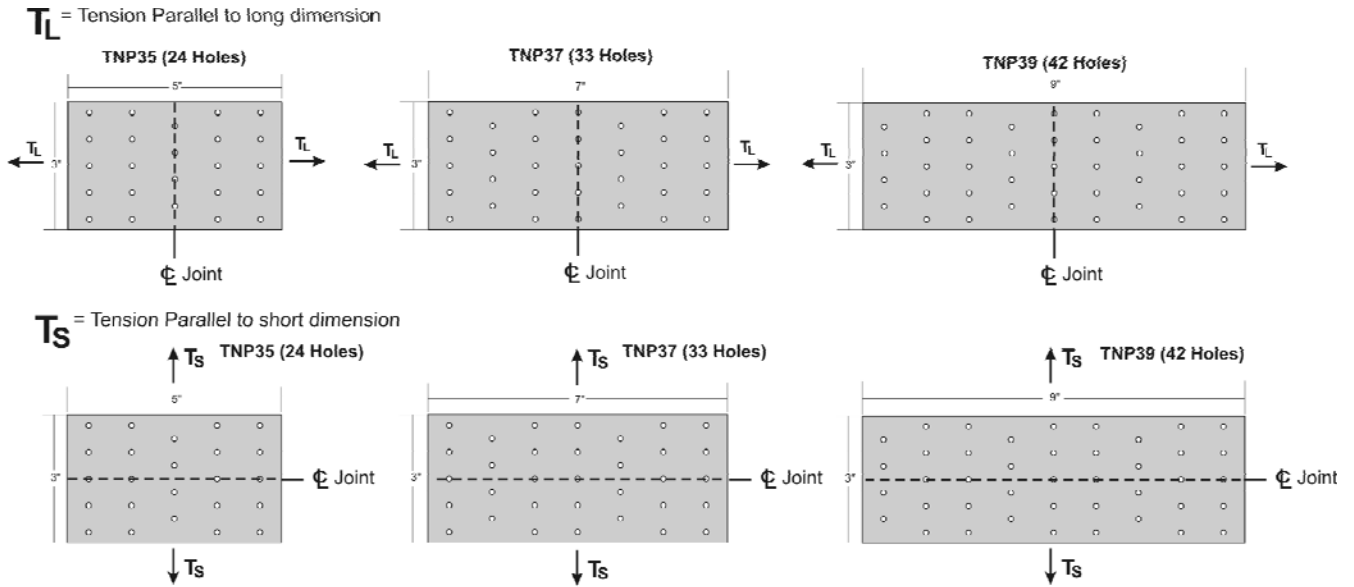 TL = Tension Parallel to long dimension
TNP35 (24 Holes)
TNP37 (33 Holes)
TNP39 (42 Holes)
5"
7"
9"
TL
3"
TL
TL
3"
TL
TL
3"
TL
℄ Joint
℄ Joint
℄ Joint
TS = Tension Parallel to short dimension
TS
TNP35 (24 Holes)
TS
TNP37 (33 Holes)
TS
TNP39 (42 Holes)
5"
7"
9"
3"
℄ Joint
3"
℄ Joint
3"
℄ Joint
TS
TS
TS